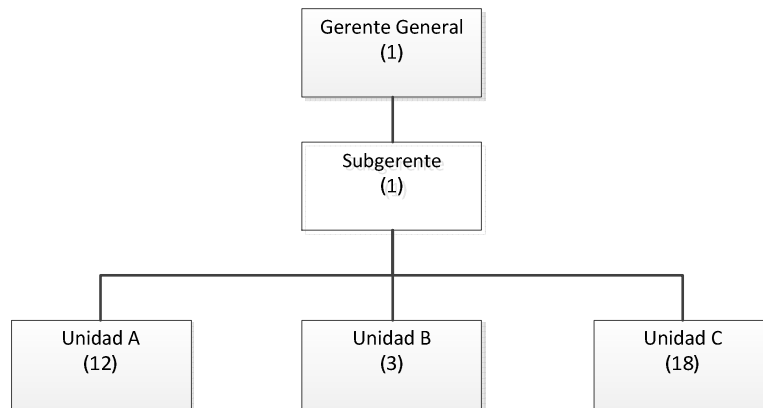 Gerente General
(1)
Subgerente
(1)
Unidad A
(12)
Unidad B
(3)
Unidad C
(18)